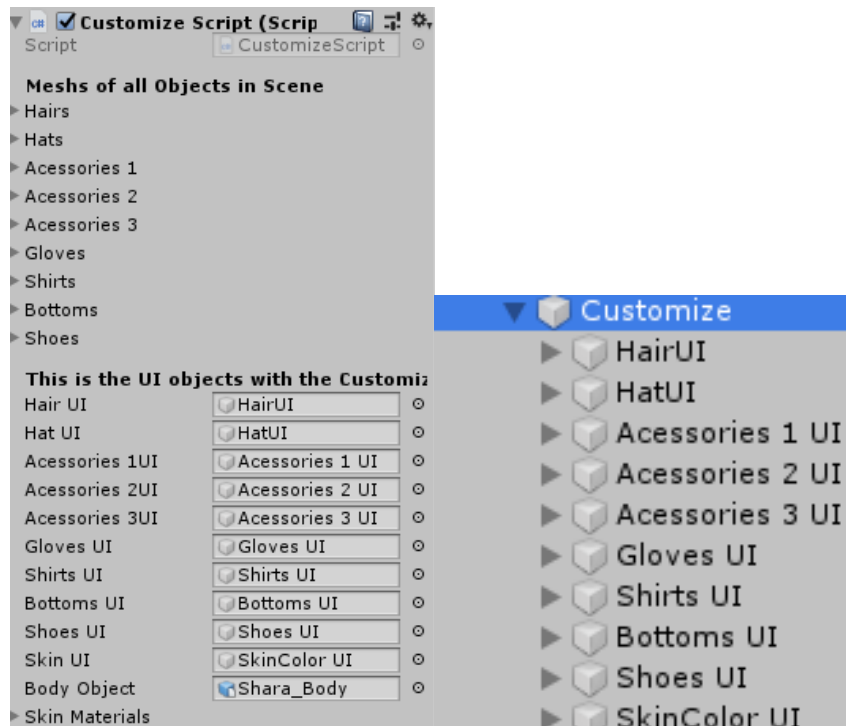 Customize Script (Scrip
Script CustomizeScript
Meshs of all Objects in Scene
Hairs
Hats
Acessories 1
Acessories 2
Acessories 3
Gloves
Shirts
Bottoms
Shoes
This is the UI objects with the Customiz
Hair UI HairUI
Hat UI HatUI
Acessories 1UI Acessories 1 UI
Acessories 2UI Acessories 2 UI
Acessories 3UI Acessories 3 UI
Gloves UI Gloves UI
Shirts UI Shirts UI
Bottoms UI Bottoms UI
Shoes UI Shoes UI
Skin UI SkinColor UI
Body Object Shara_Body
Skin Materials
Customize
HairUI
HatUI
Acessories 1 UI
Acessories 2 UI
Acessories 3 UI
Gloves UI
Shirts UI
Bottoms UI
Shoes UI
SkinColor UI